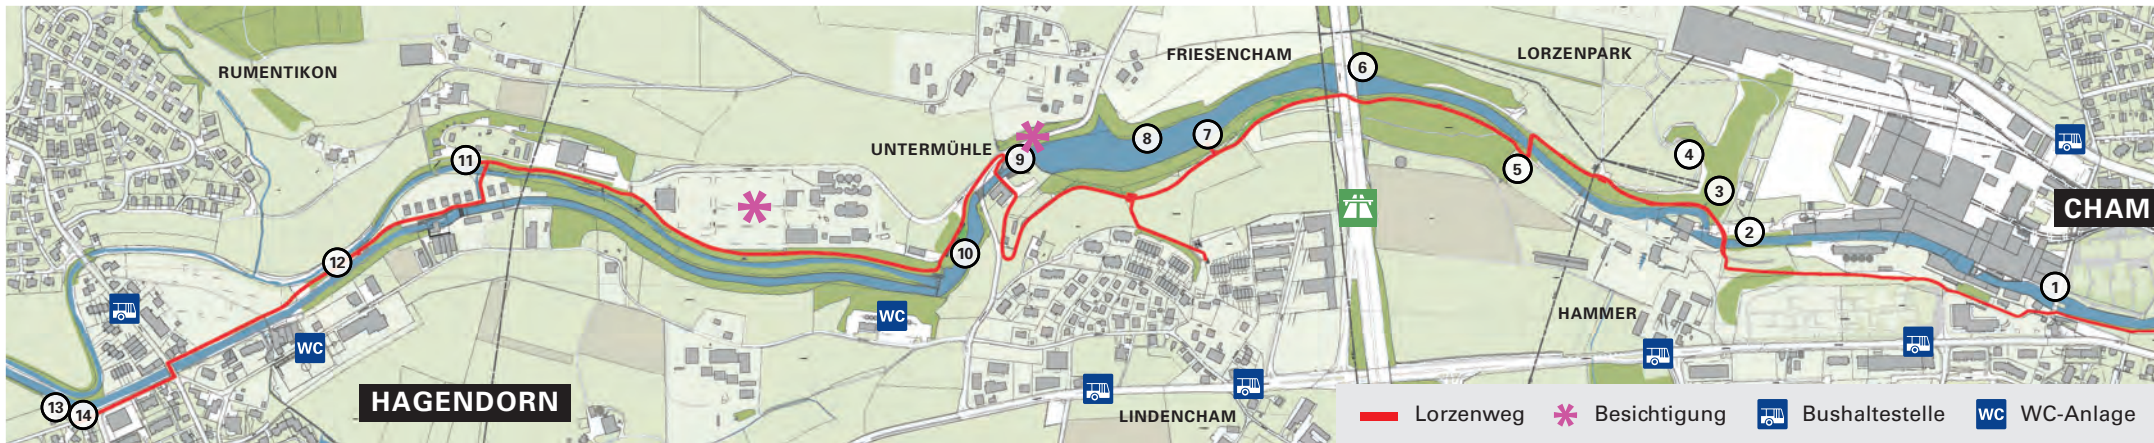 RUMENTIKON
FRIESENCHAM
LORZENPARK
UNTERMÜHLE
HAMMER
LINDENCHAM
HAGENDORN
CHAM
1
2
3
4
5
6
7
8
9
10
11
12
13
14
WC
WC
Lorzenweg
Besichtigung
Bushaltestelle
WC WC-Anlage